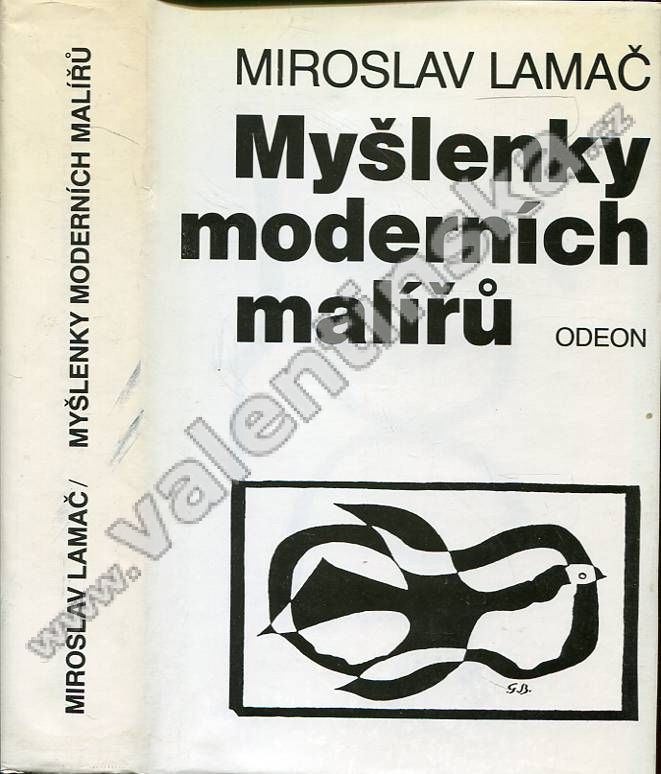 MIROSLAV LAMAČ / MYŠLENKY MODERNÍCH MALÍŘŮ
MIROSLAV LAMAČ
Myšlenky
moderních
malířů
ODEON
G.B.
www.valentinska.cz